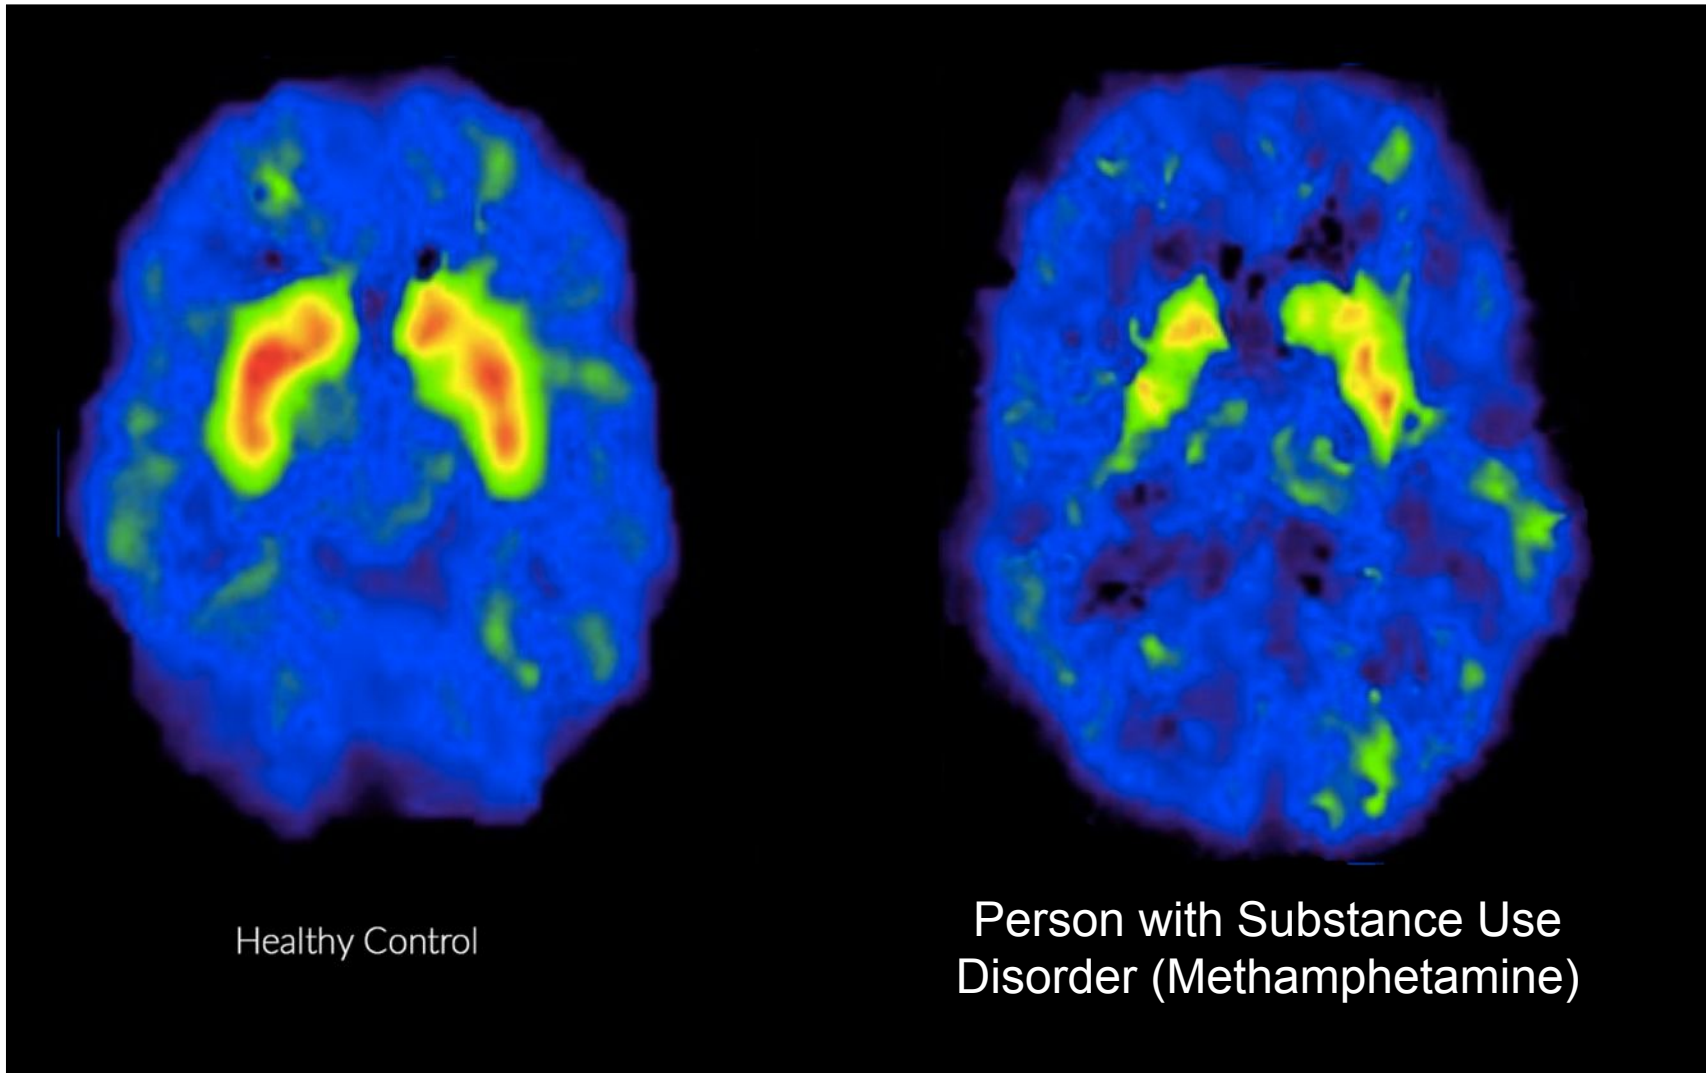 Healthy Control
Person with Substance Use
Disorder (Methamphetamine)